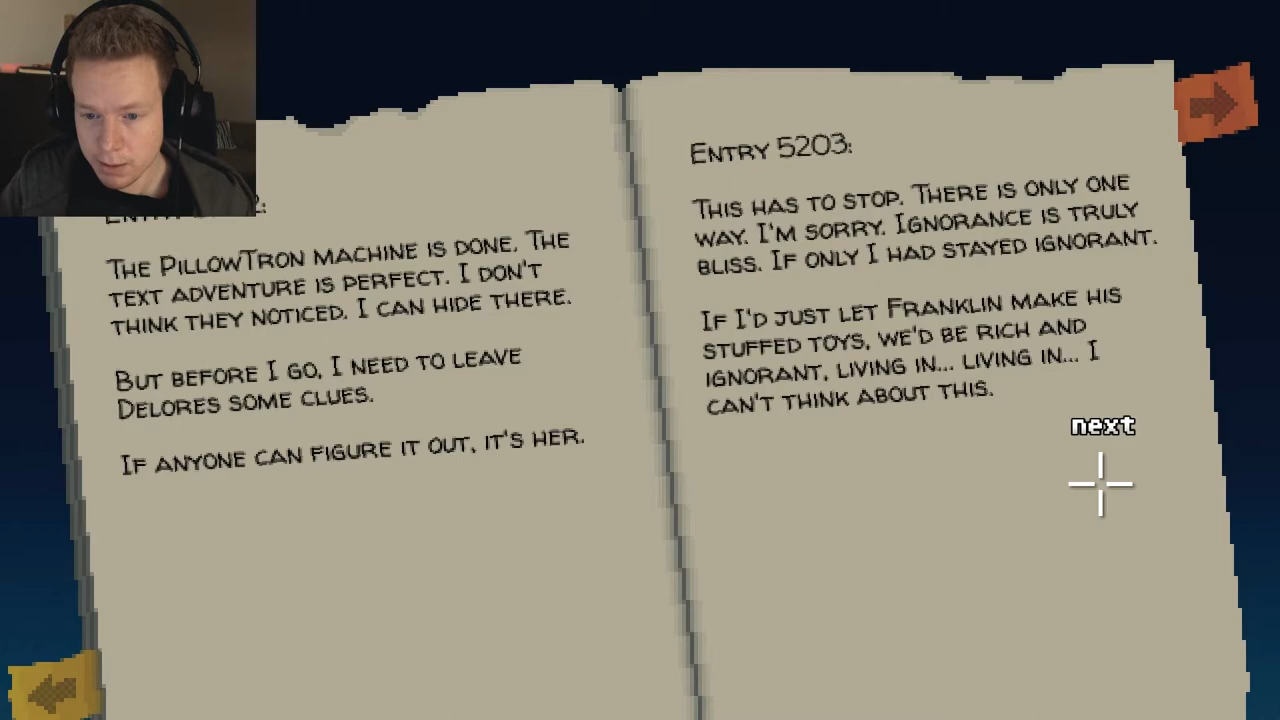 The PillowTron machine is done. The
text adventure is perfect. I don't
think they noticed. I can hide there.
But before I go, I need to leave
Delores some clues.
If anyone can figure it out, it's her.
Entry 5203:
This has to stop. There is only one
way. I'm sorry. Ignorance is truly
bliss. If only I had stayed ignorant.
If I'd just let Franklin make his
stuffed toys, we'd be rich and
ignorant, living in... living in... I
can't think about this.
next